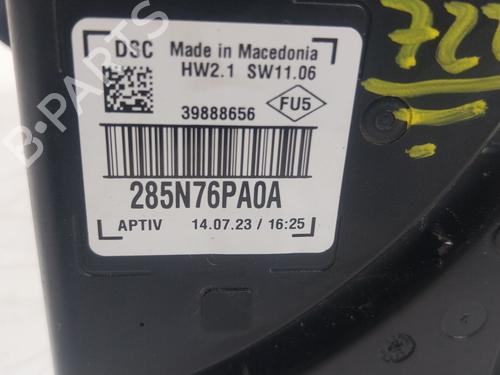 DSC Made in Macedonia
HW2.1 SW11.06
39888656
FU5
285N76PA0A
APTIV 14.07.23 / 16:25
B-PARTS